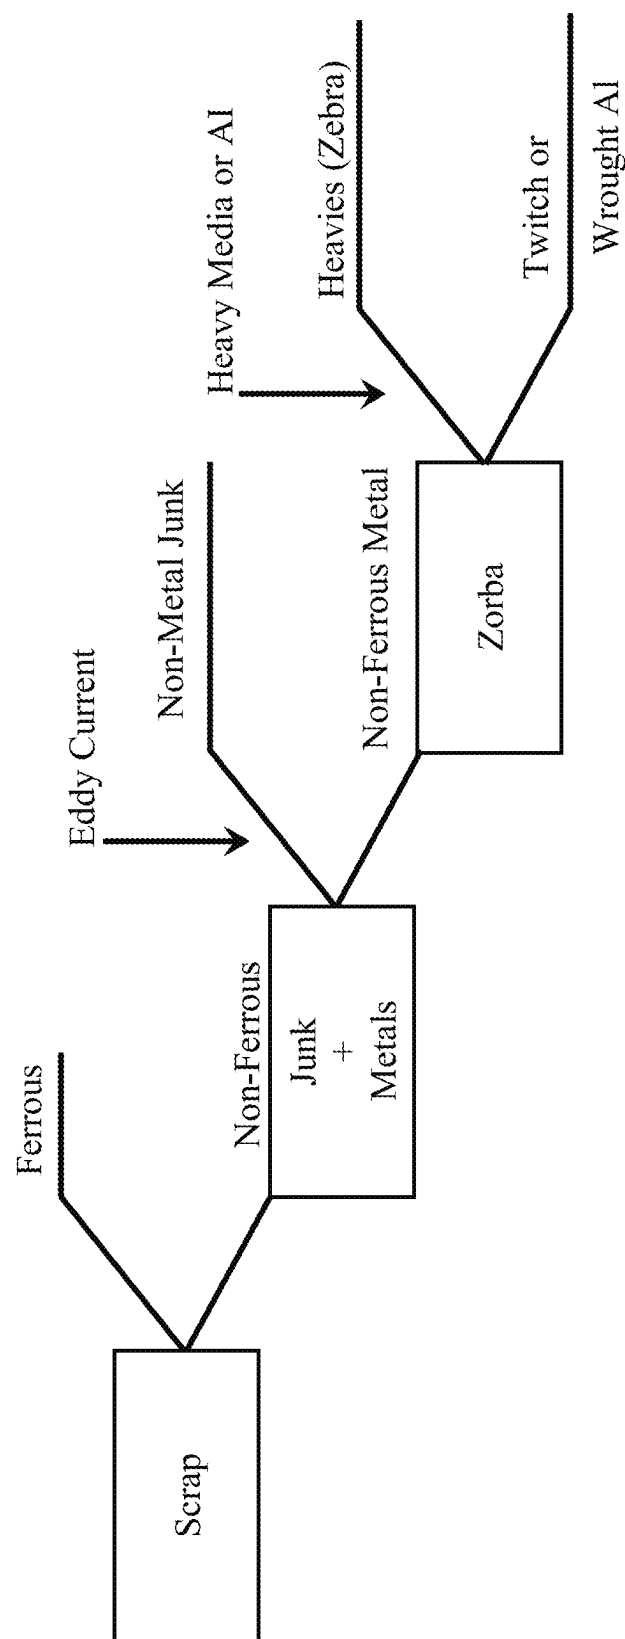 Scrap
Ferrous
Non-Ferrous
Junk
+
Metals
Eddy Current
Non-Metal Junk
Non-Ferrous Metal
Zorba
Heavy Media or AI
Heavies (Zebra)
Twitch or
Wrought Al